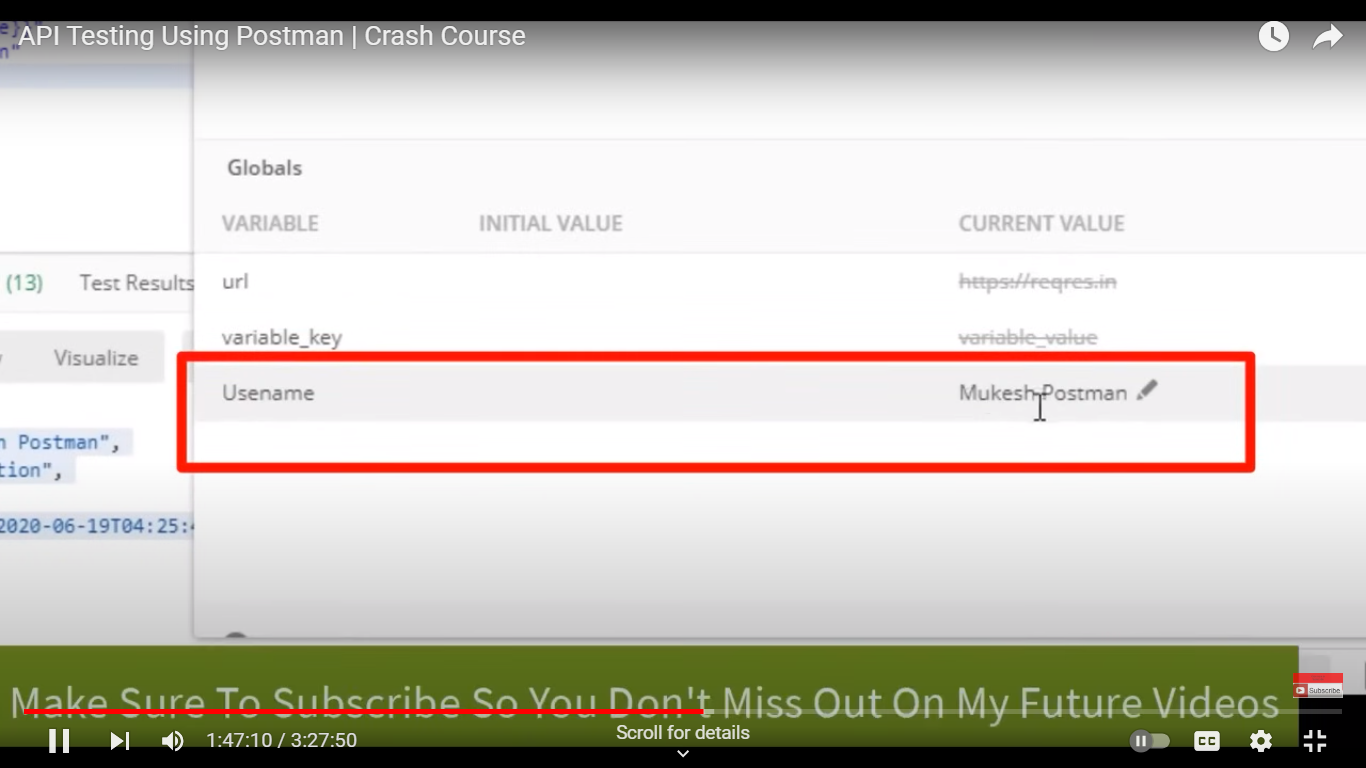 API Testing Using Postman | Crash Course
Globals
VARIABLE INITIAL VALUE CURRENT VALUE
(13) Test Results url https://reqres.in
variable_key variable_value
Visualize
Usename Mukesh Postman
Postman",
2020-06-19T04:25:
Make Sure To Subscribe So You Don't Miss Out On My Future Videos
Subscribe
Scroll for details
1:47:10 / 3:27:50
CC